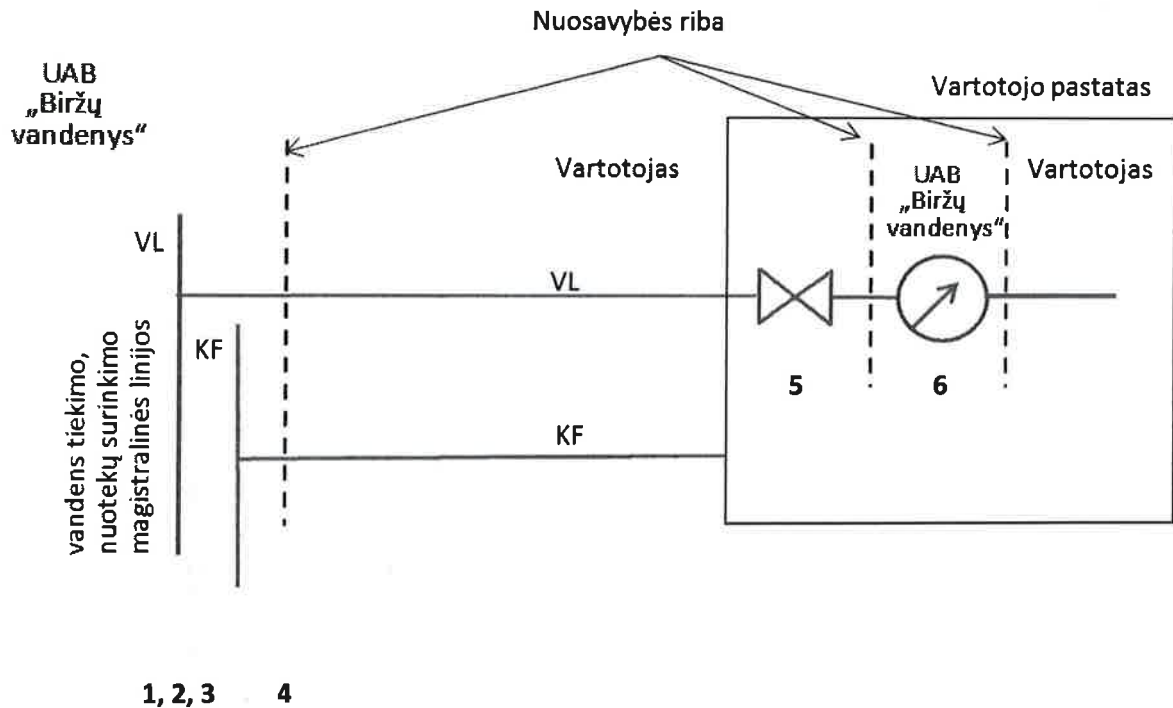 Nuosavybės riba
UAB
„Biržų
vandenys“
Vartotojo pastatas
Vartotojas
UAB
„Biržų
vandenys“
Vartotojas
VL
VL
KF
KF
vandens tiekimo,
nuotekų surinkimo
magistralinės linijos
5
6
1, 2, 3
4